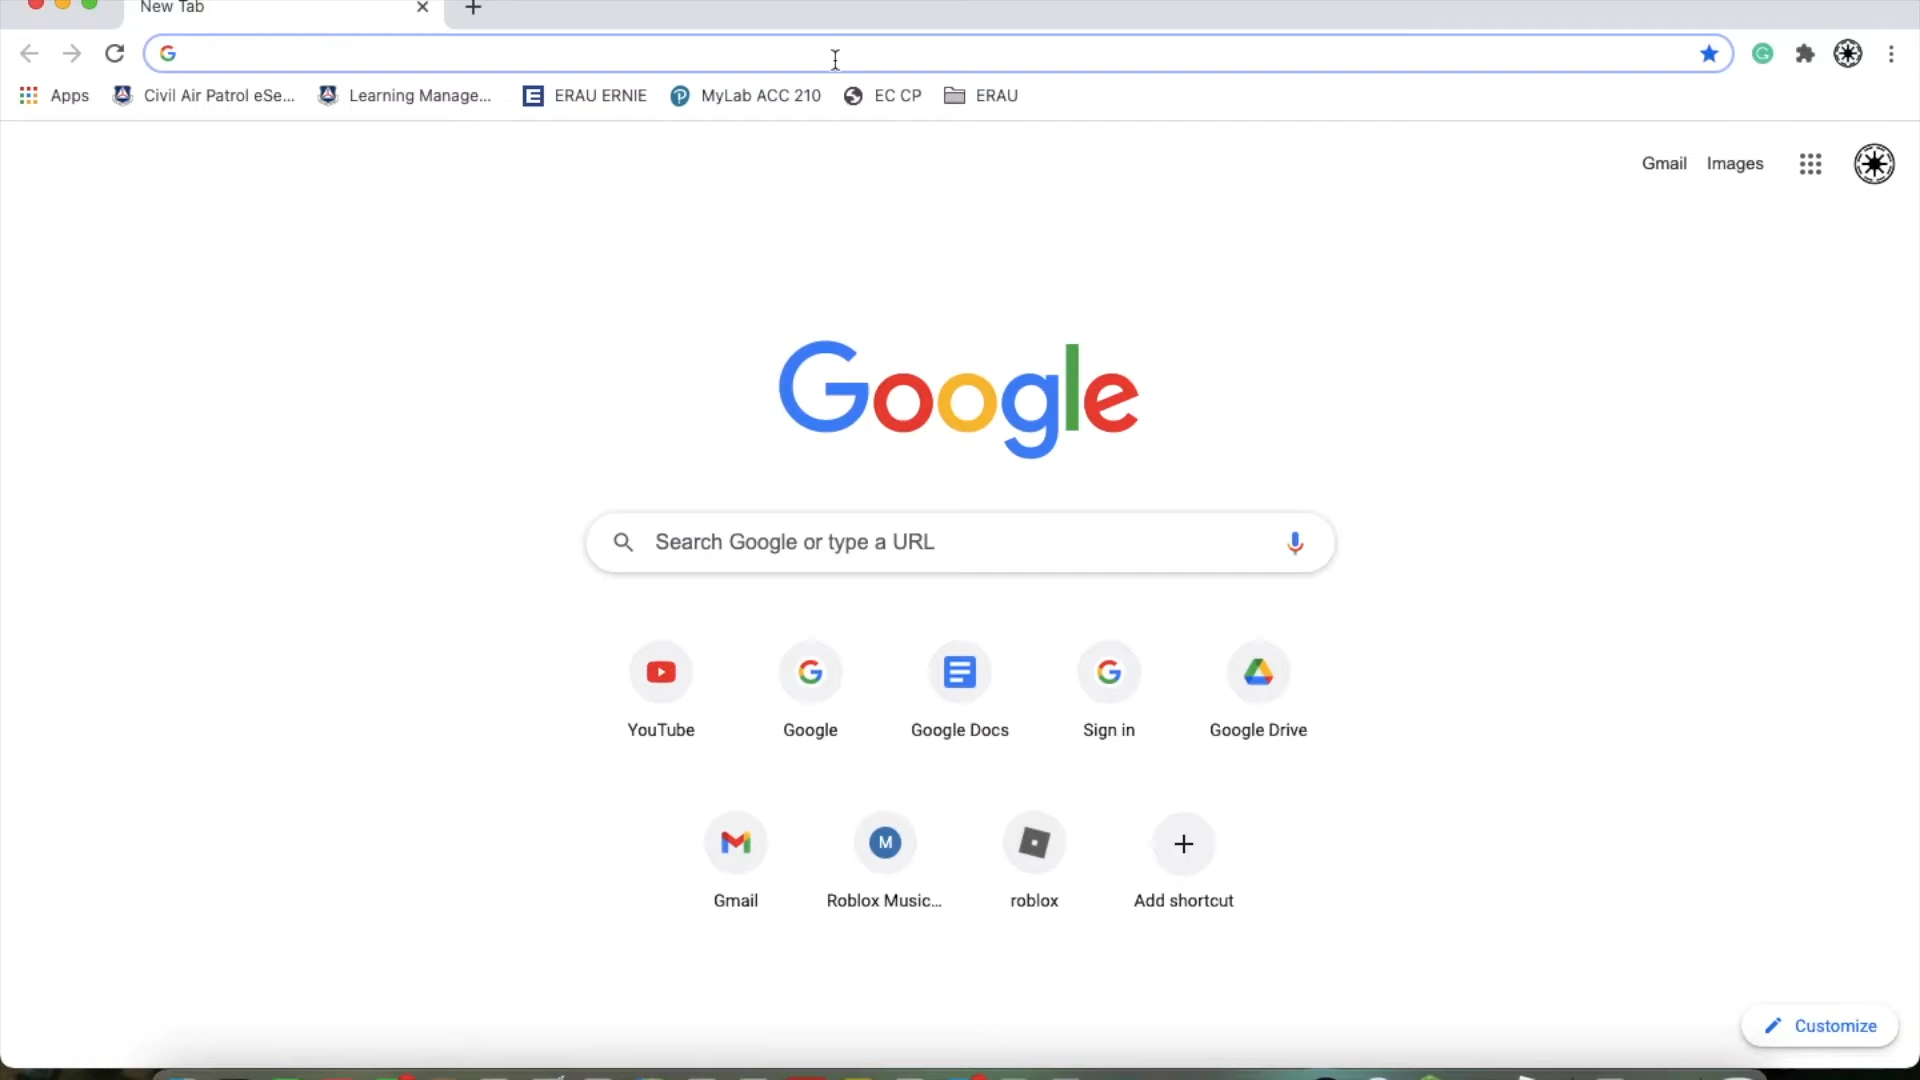 New Tab
Apps Civil Air Patrol eSe... Learning Manage... ERAU ERNIE MyLab ACC 210 EC CP ERAU
Gmail Images
Google
Search Google or type a URL
YouTube Google Google Docs Sign in Google Drive
M
Gmail Roblox Music... roblox Add shortcut
Customize